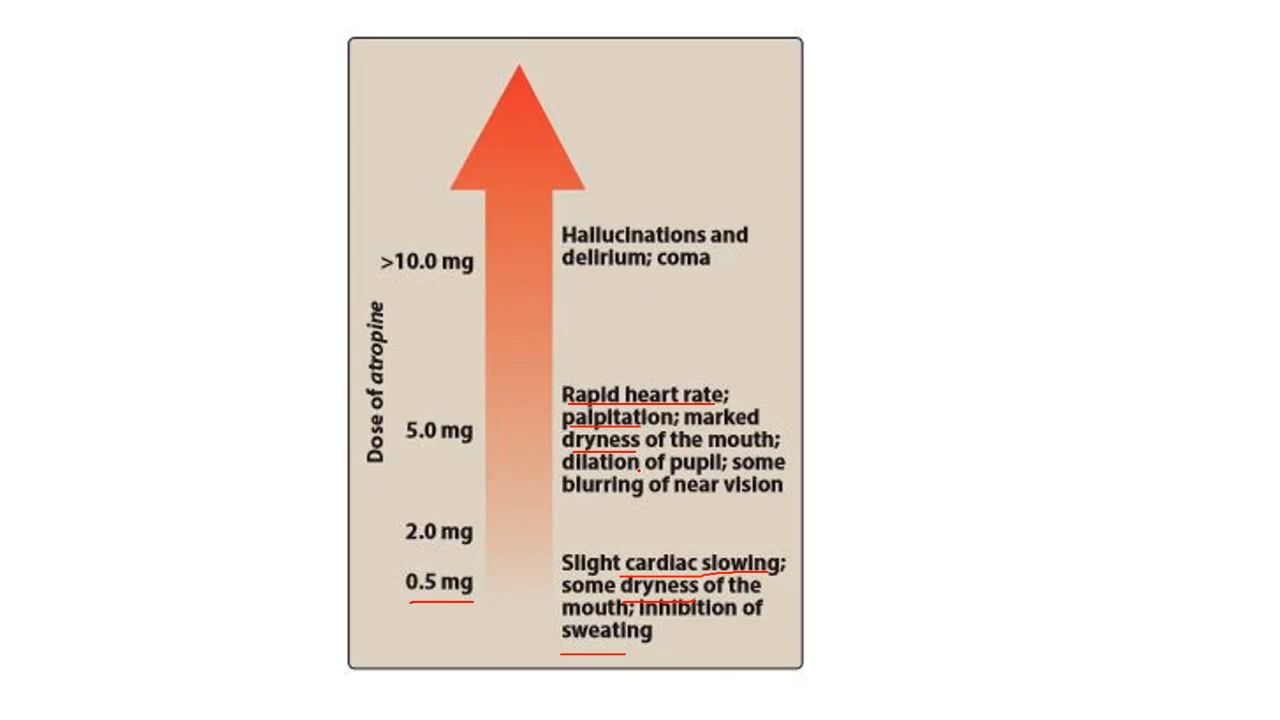 Hallucinations and
delirium; coma
>10.0 mg
Dose of atropine
Rapid heart rate;
palpitation; marked
dryness of the mouth;
dilation of pupil; some
blurring of near vision
5.0 mg
2.0 mg
Slight cardiac slowing;
some dryness of the
mouth; inhibition of
sweating
0.5 mg